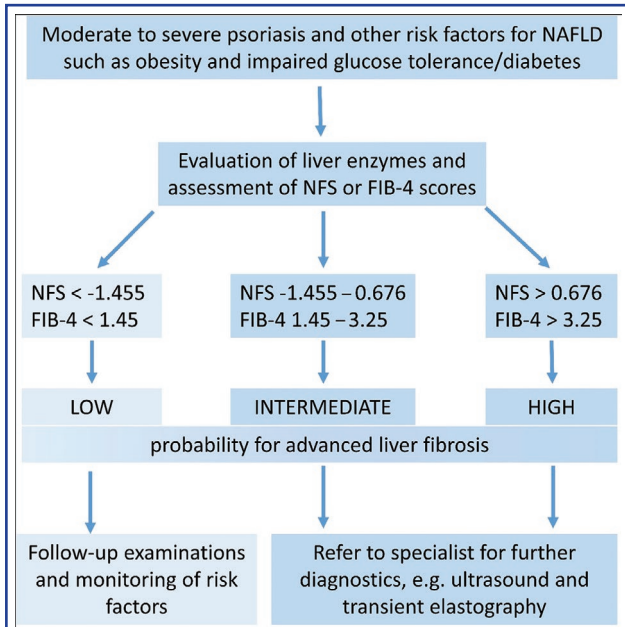 Moderate to severe psoriasis and other risk factors for NAFLD
such as obesity and impaired glucose tolerance/diabetes
Evaluation of liver enzymes and
assessment of NFS or FIB-4 scores
NFS < -1.455
FIB-4 < 1.45
NFS -1.455 – 0.676
FIB-4 1.45 – 3.25
NFS > 0.676
FIB-4 > 3.25
LOW
INTERMEDIATE
HIGH
probability for advanced liver fibrosis
Follow-up examinations
and monitoring of risk
factors
Refer to specialist for further
diagnostics, e.g. ultrasound and
transient elastography